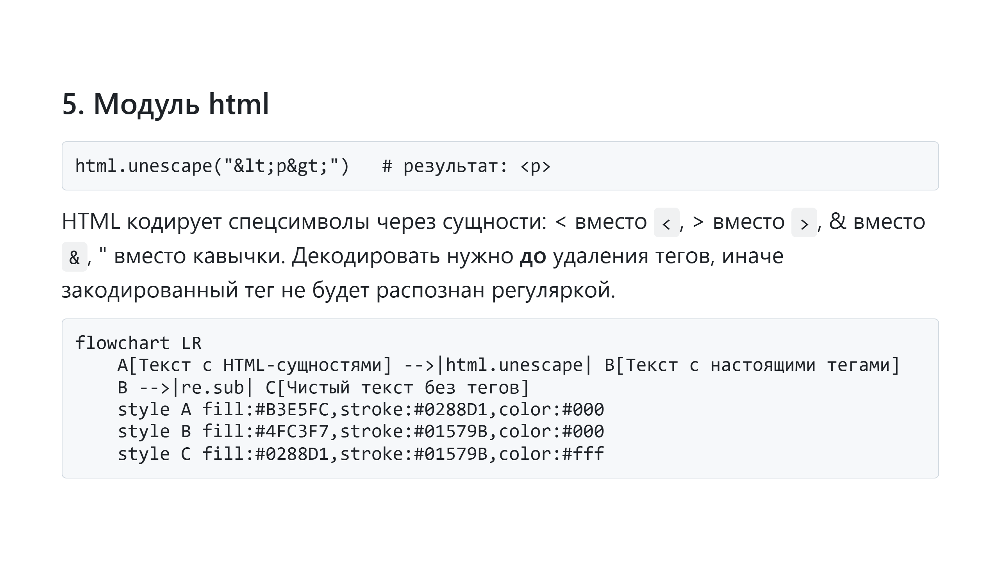 5. Модуль html
html.unescape("&lt;p&gt;")   # результат: <p>
HTML кодирует спецсимволы через сущности: < вместо <, > вместо >, & вместо
&, " вместо кавычки. Декодировать нужно до удаления тегов, иначе
закодированный тег не будет распознан регуляркой.
flowchart LR
    A[Текст с HTML-сущностями] -->|html.unescape| B[Текст с настоящими тегами]
    B -->|re.sub| C[Чистый текст без тегов]
    style A fill:#B3E5FC,stroke:#0288D1,color:#000
    style B fill:#4FC3F7,stroke:#01579B,color:#000
    style C fill:#0288D1,stroke:#01579B,color:#fff